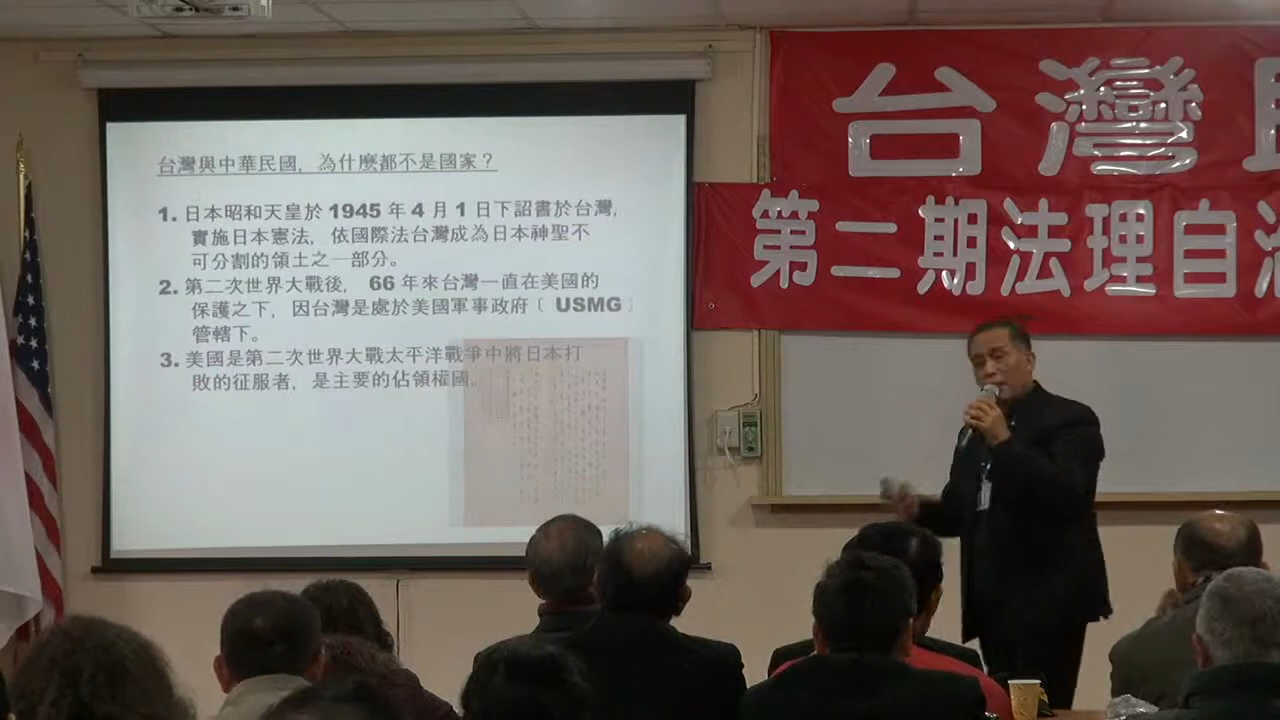 台灣與中華民國，為什麼都不是國家？
1. 日本昭和天皇於 1945 年 4 月 1 日下詔書於台灣，
實施日本憲法，依國際法台灣成為日本神聖不
可分割的領土之一部分。
2. 第二次世界大戰後， 66 年來台灣一直在美國的
保護之下，因台灣是處於美國軍事政府﹝ USMG ﹞
管轄下。
3. 美國是第二次世界大戰太平洋戰爭中將日本打
敗的征服者，是主要的佔領權國。
台灣
第二期法理自治